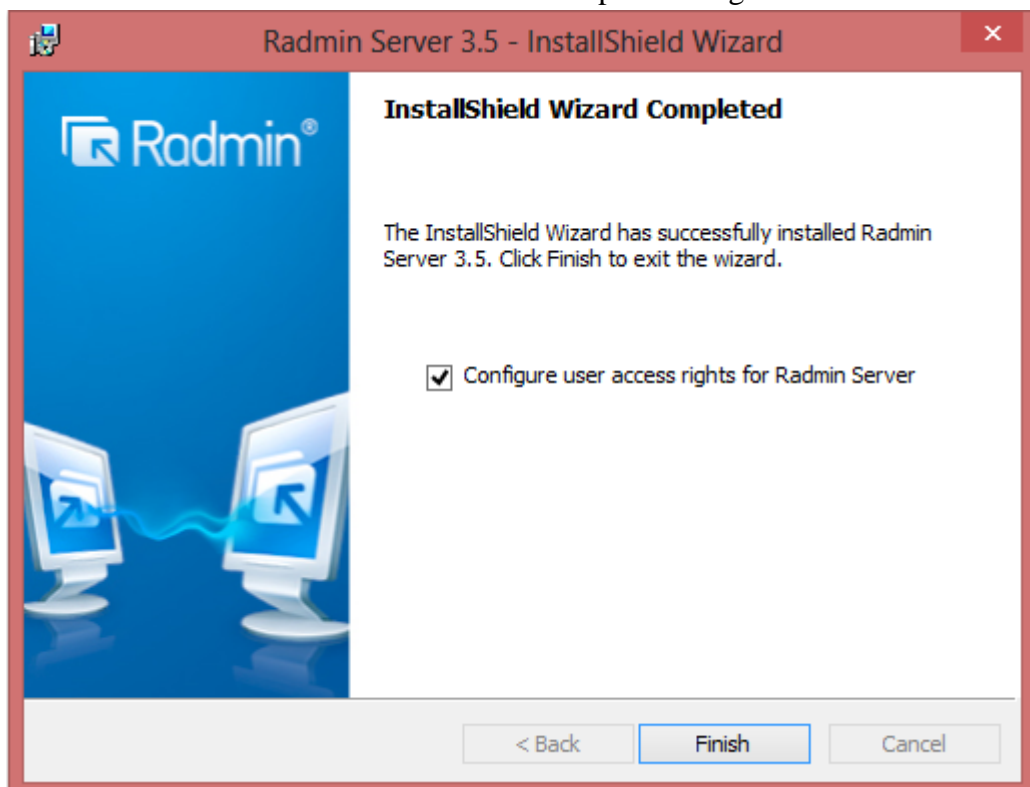 Radmin Server 3.5 - InstallShield Wizard
Radmin®
InstallShield Wizard Completed
The InstallShield Wizard has successfully installed Radmin
Server 3.5. Click Finish to exit the wizard.
Configure user access rights for Radmin Server
< Back
Finish
Cancel